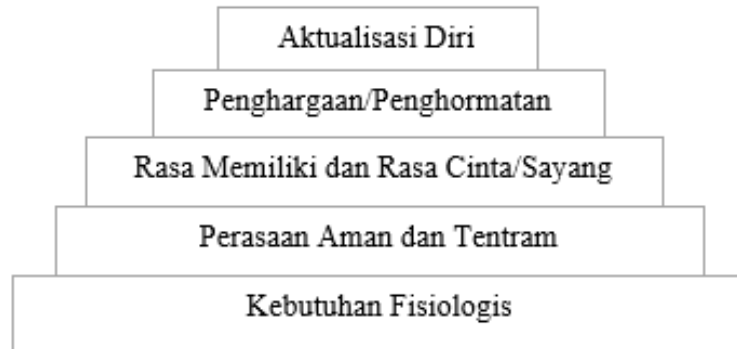 Aktualisasi Diri
Penghargaan/Penghormatan
Rasa Memiliki dan Rasa Cinta/Sayang
Perasaan Aman dan Tentram
Kebutuhan Fisiologis